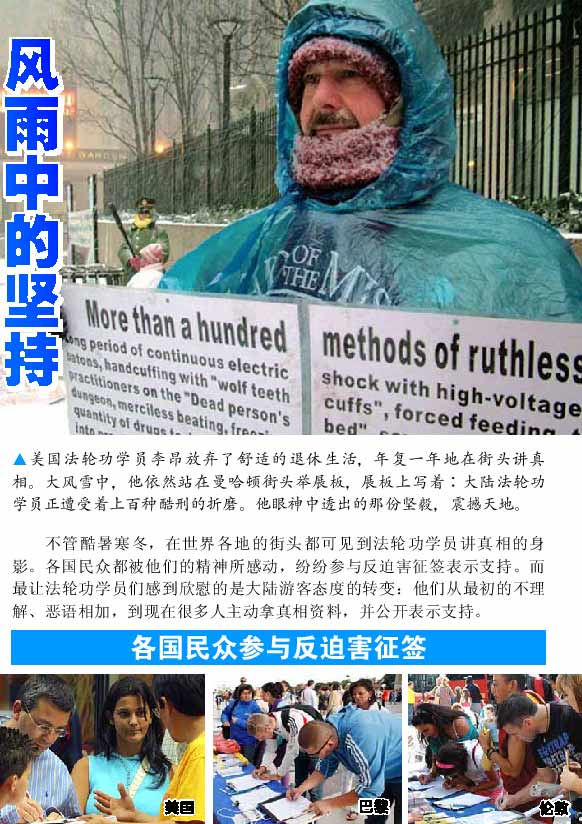 风雨中的坚持
OF
THE
More than a hundred
long period of continuous electric
batons, handcuffing with "wolf teeth
practitioners on the "Dead person's
dungeon, merciless beating,
quantity of drugs
methods of ruthless
shock with high-voltage
cuffs", forced feeding,
bed",
▲美国法轮功学员李昂放弃了舒适的退休生活，年复一年地在街头讲真
相。大风雪中，他依然站在曼哈顿街头举展板，展板上写着：大陆法轮功
学员正遭受着上百种酷刑的折磨。他眼神中透出的那份坚毅，震撼天地。
不管酷暑寒冬，在世界各地的街头都可见到法轮功学员讲真相的身
影。各国民众都被他们的精神所感动，纷纷参与反迫害征签表示支持。而
最让法轮功学员们感到欣慰的是大陆游客态度的转变：他们从最初的不理
解、恶语相加，到现在很多人主动拿真相资料，并公开表示支持。
各国民众参与反迫害征签
美国
巴黎
伦敦